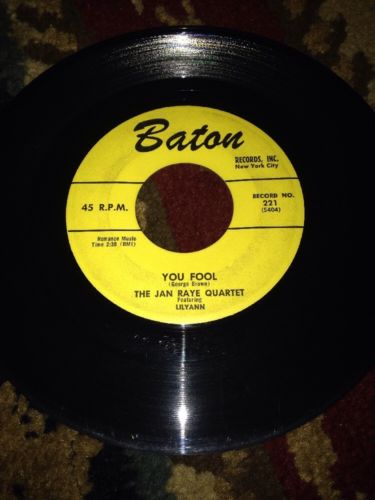 Baton
RECORDS, INC.
New York City
45 R.P.M.
RECORD NO.
221
(5404)
Romance Music
Time 2:38 (BMI)
YOU FOOL
(George Brown)
THE JAN RAYE QUARTET
Featuring
LILYANN